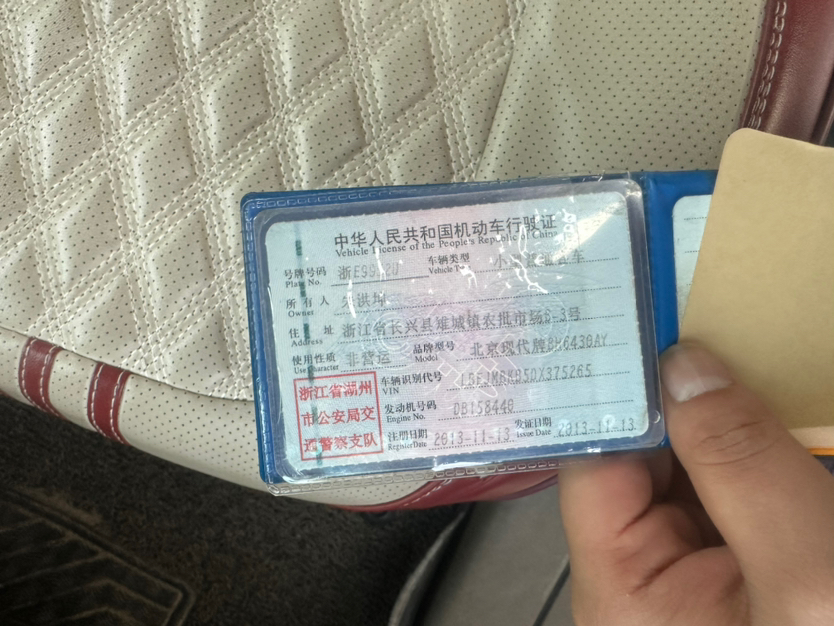 中华人民共和国机动车行驶证
Vehicle License of the People's Republic of China
号牌号码 车辆类型
Plate No. Vehicle
所有人
Owner
住 址 浙江省长兴县雉城镇农批市场6-3号
Address
使用性质 非营运 品牌型号 北京现代牌BH6430AY
Use Character Model
车辆识别代号
VIN
发动机号码 DB158440
Engine No.
注册日期 2013-11-13 发证日期 2013-11-13
Register Date Issue Date
浙江省湖州
市公安局交
通警察支队